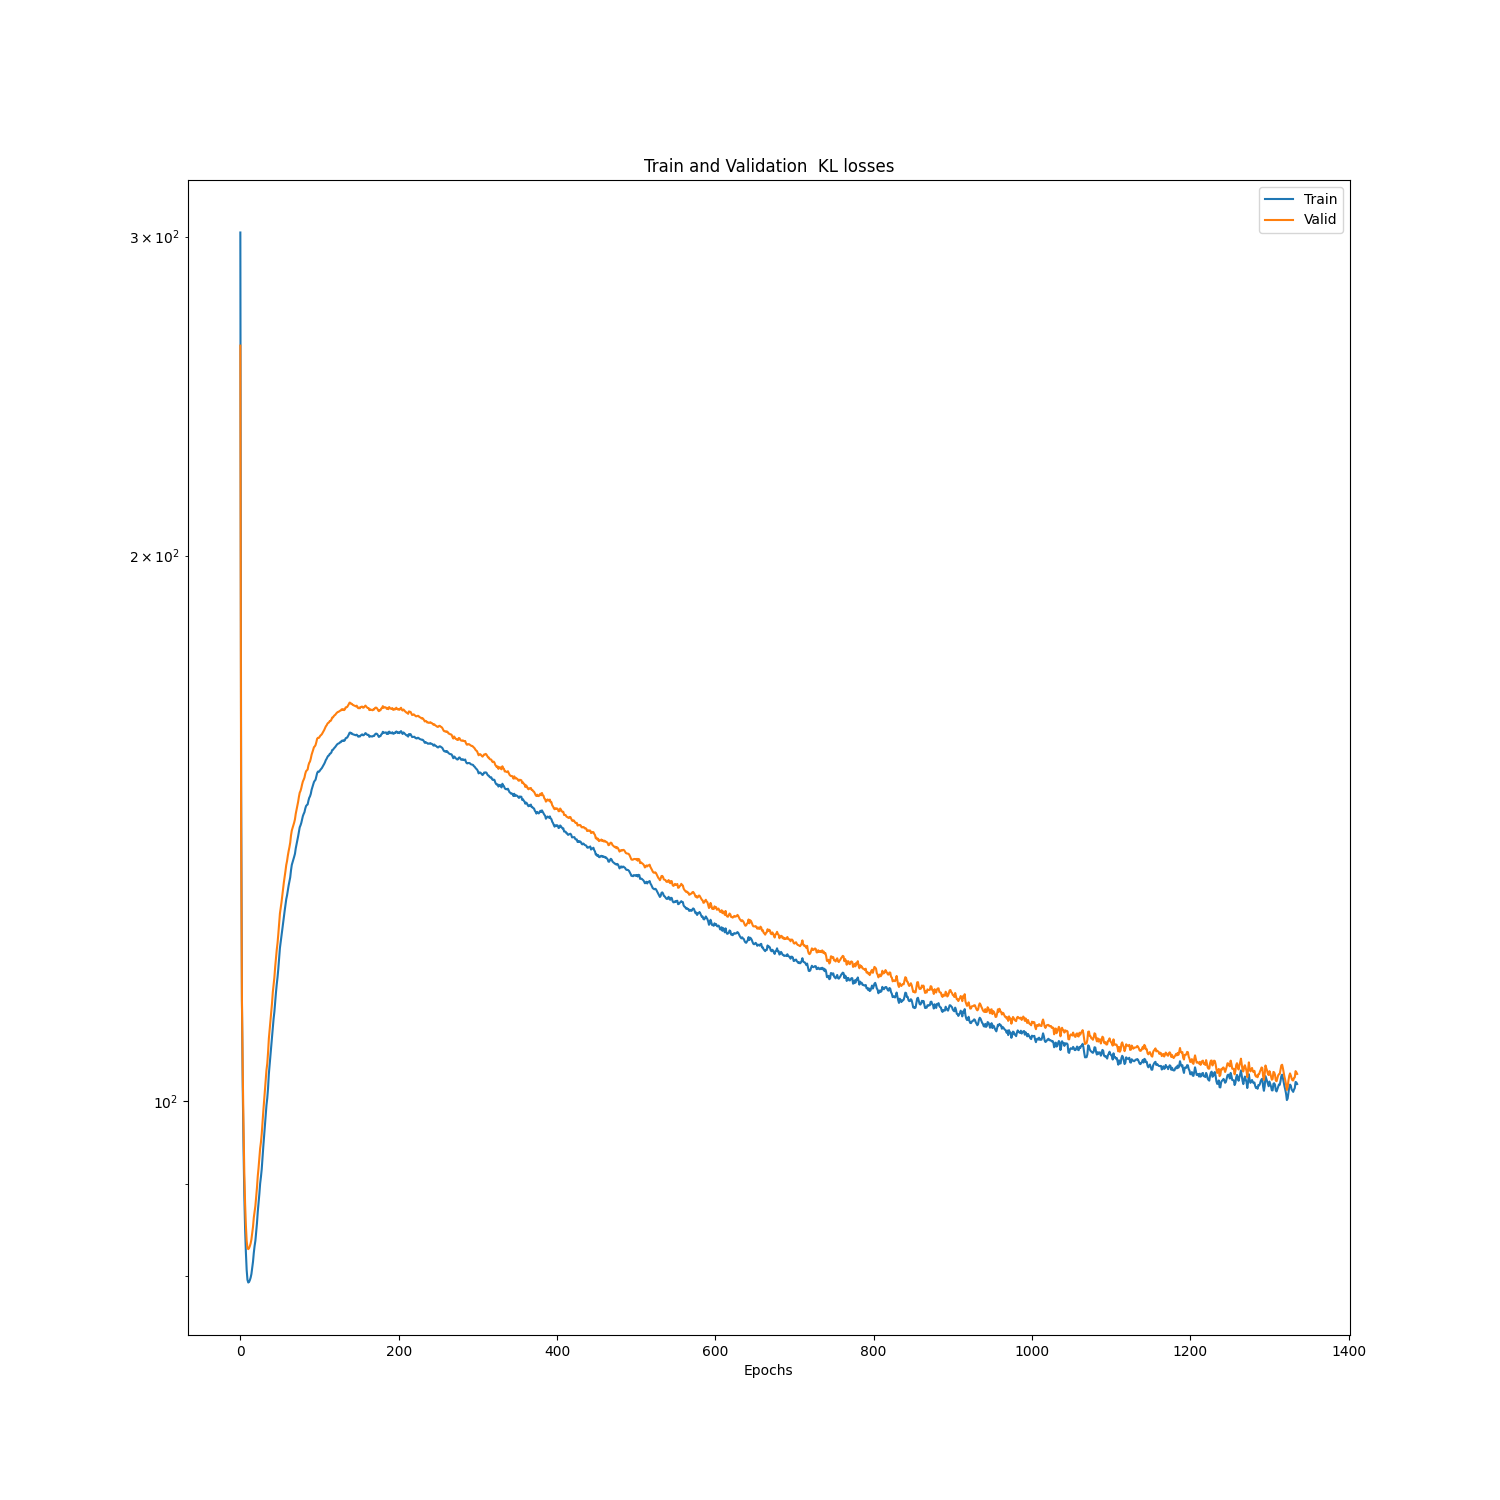 Train and Validation  KL losses
Train
Valid
3 × 10²
2 × 10²
10²
0 200 400 600 800 1000 1200 1400
Epochs